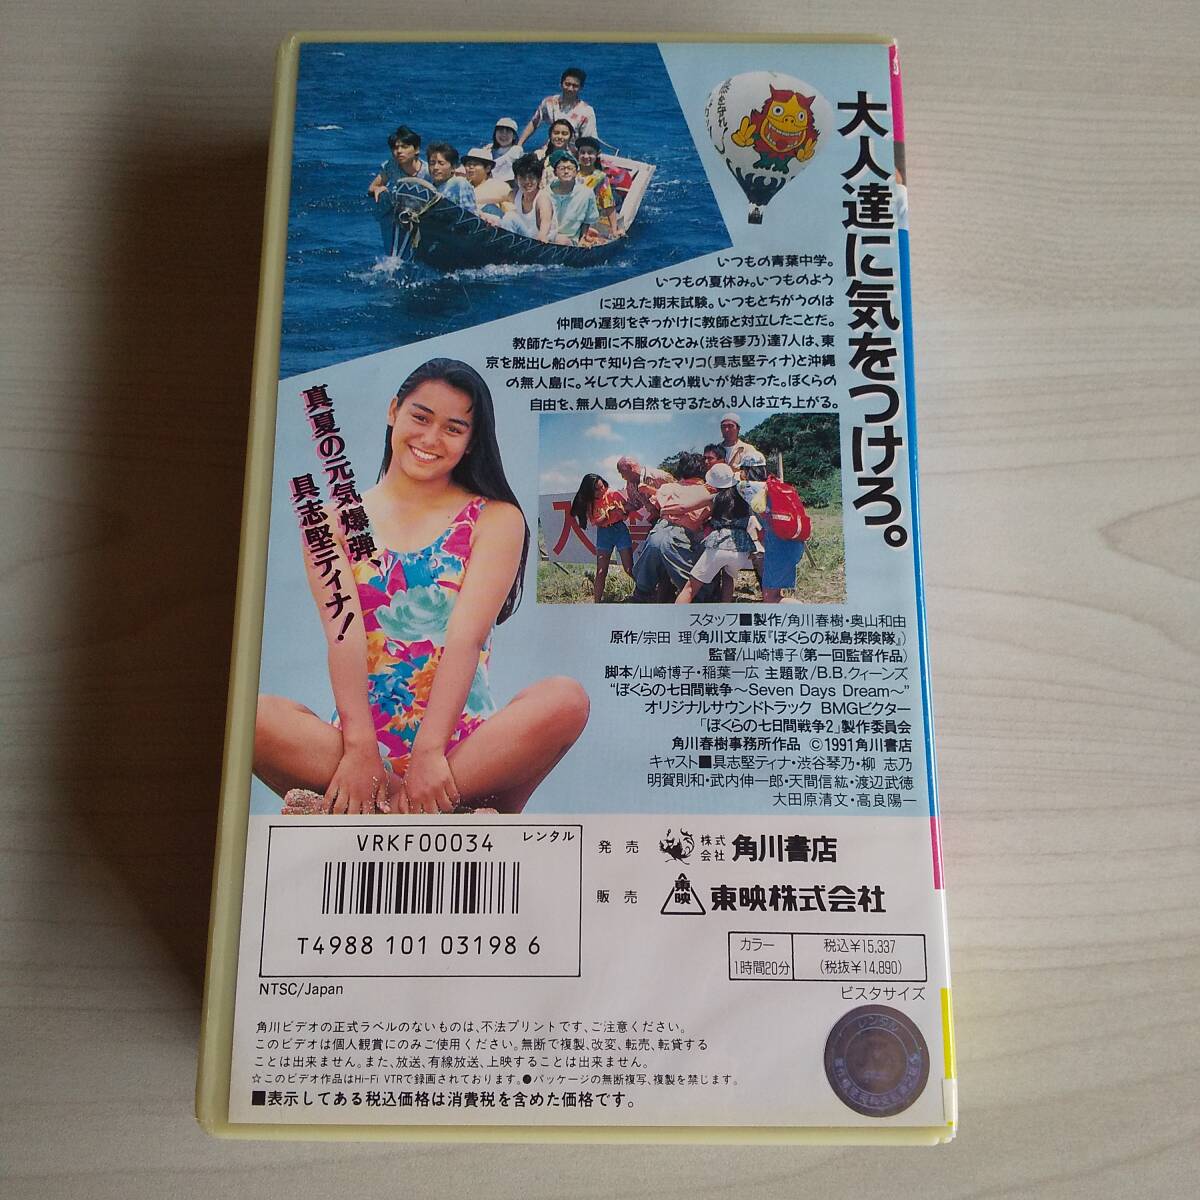 大人達に気をつけろ。
いつもの青葉中学。
いつもの夏休み。いつものよう
に迎えた期末試験。いつもとちがうのは
仲間の遅刻をきっかけに教師と対立したことだ。
教師たちの処罰に不服のひとみ(渋谷琴乃)達7人は、東
京を脱出し船の中で知り合ったマリコ(具志堅ティナ)と沖縄
の無人島に。そして大人達との戦いが始まった。ぼくらの
自由を、無人島の自然を守るため、9人は立ち上がる。
真夏の元気爆弾、
具志堅ティナ!
スタッフ■製作/角川春樹・奥山和由
原作/宗田 理(角川文庫版『ぼくらの秘島探険隊』)
監督/山崎博子(第一回監督作品)
脚本/山崎博子・稲葉一広 主題歌/B.B.クィーンズ
“ぼくらの七日間戦争～Seven Days Dream～”
オリジナルサウンドトラック BMGビクター
「ぼくらの七日間戦争2」製作委員会
角川春樹事務所作品 ©1991角川書店
キャスト■具志堅ティナ・渋谷琴乃・柳 志乃
明賀則和・武内伸一郎・天間信紘・渡辺武徳
大田原清文・高良陽一
VRKF00034 レンタル
T4988 101 03198 6
NTSC/Japan
発売 株式会社 角川書店
販売 東映 東映株式会社
カラー
1時間20分
税込¥15,337
(税抜¥14,890)
ビスタサイズ
角川ビデオの正式ラベルのないものは、不法プリントです、ご注意ください。
このビデオは個人観賞にのみご使用ください。無断で複製、改変、転売、転貸する
ことは出来ません。また、放送、有線放送、上映することは出来ません。
☆このビデオ作品はHi-Fi VTRで録画されております。●パッケージの無断複写、複製を禁じます。
■表示してある税込価格は消費税を含めた価格です。
レンタル